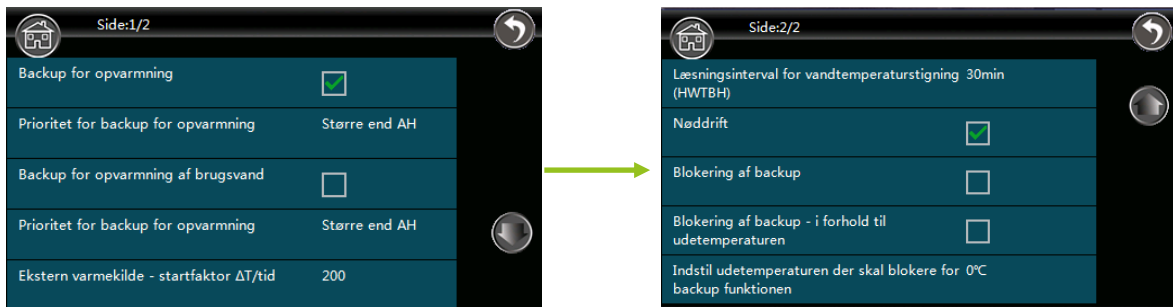 Side:1/2
Backup for opvarmning
Prioritet for backup for opvarmning Større end AH
Backup for opvarmning af brugsvand
Prioritet for backup for opvarmning Større end AH
Ekstern varmekilde - startfaktor ΔT/tid 200
Side:2/2
Læsningsinterval for vandtemperaturstigning 30min
(HWTBH)
Nøddrift
Blokering af backup
Blokering af backup - i forhold til
udetemperaturen
Indstil udetemperaturen der skal blokere for 0℃
backup funktionen